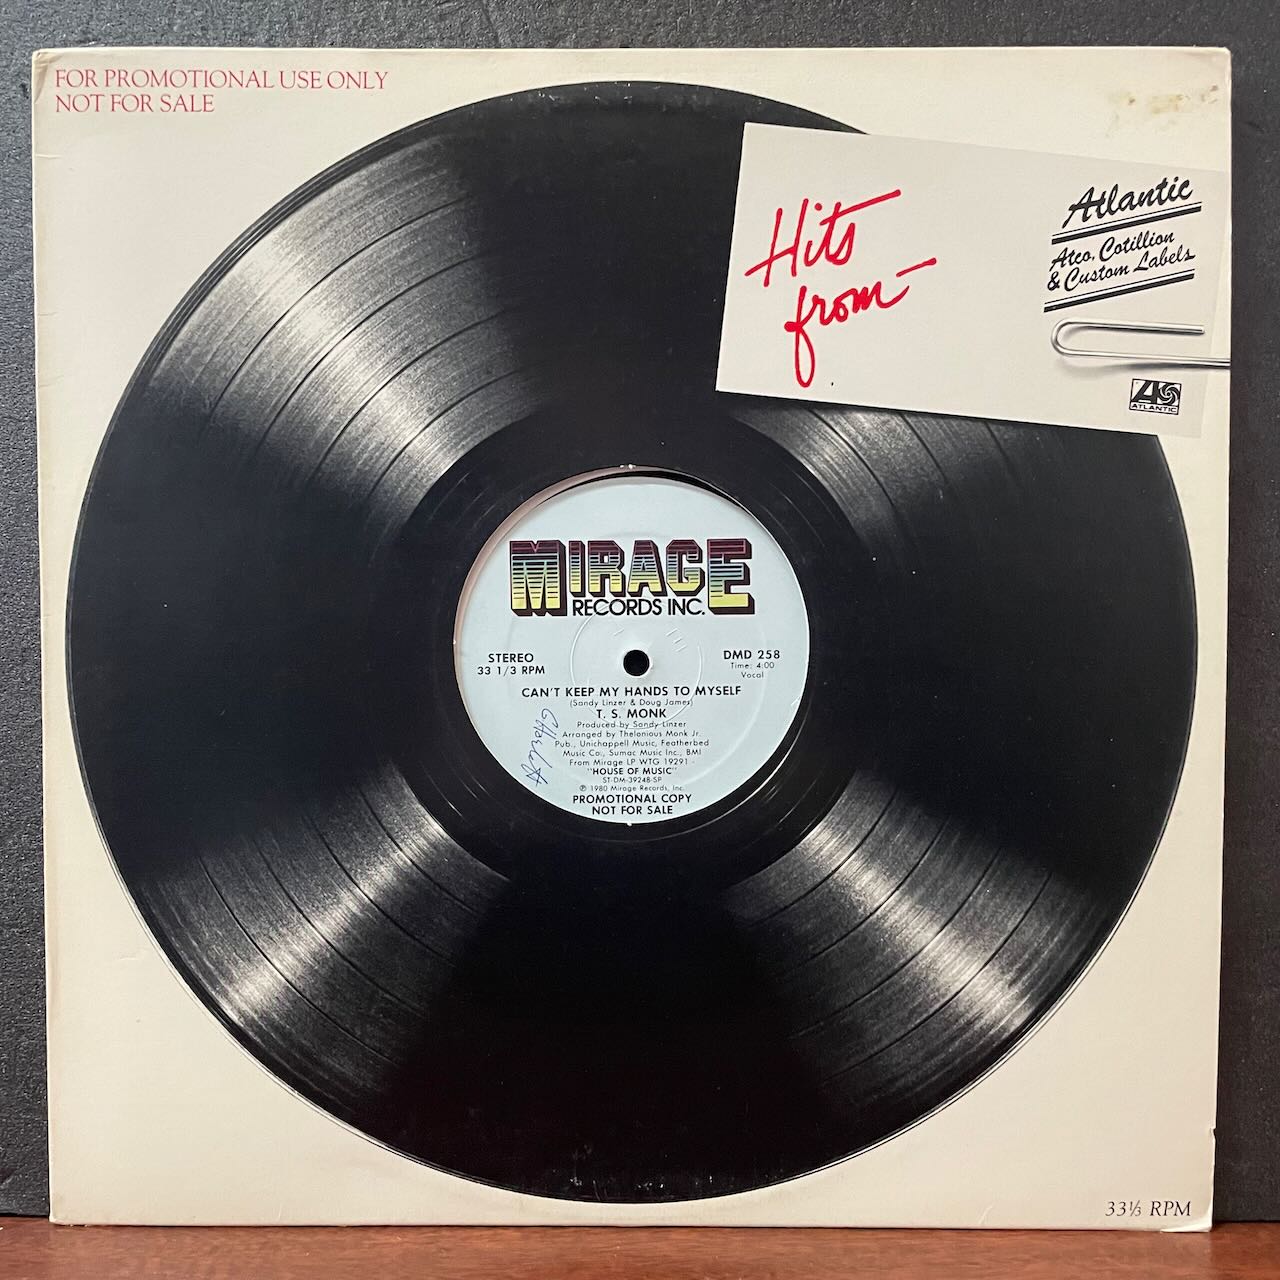 FOR PROMOTIONAL USE ONLY
NOT FOR SALE
Hits
from
Atlantic
Atco, Cotillion
& Custom Labels
ATLANTIC
MIRAGE
RECORDS INC.
STEREO
33 1/3 RPM
DMD 258
Time: 4:00
Vocal
CAN'T KEEP MY HANDS TO MYSELF
(Sandy Linzer & Doug James)
T. S. MONK
Produced by Sandy Linzer
Arranged by Thelonious Monk Jr.
Pub., Unichappell Music, Featherbed
Music Co., Sumac Music Inc., BMI
From Mirage LP WTG 19291 -
"HOUSE OF MUSIC"
ST-DM-39248-SP
℗ 1980 Mirage Records, Inc.
PROMOTIONAL COPY
NOT FOR SALE
33⅓ RPM